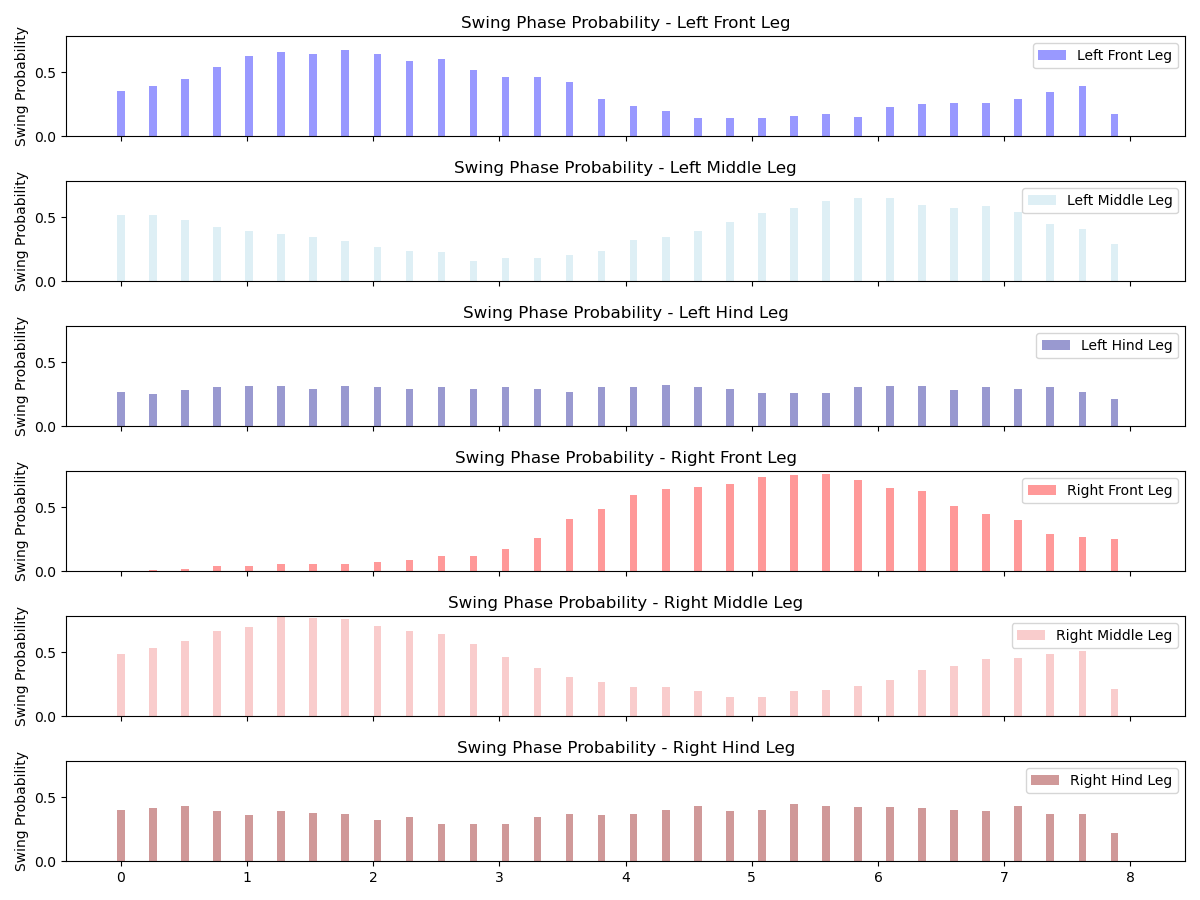 Swing Phase Probability - Left Front Leg
Swing Probability
0.5
0.0
Left Front Leg
Swing Phase Probability - Left Middle Leg
Swing Probability
0.5
0.0
Left Middle Leg
Swing Phase Probability - Left Hind Leg
Swing Probability
0.5
0.0
Left Hind Leg
Swing Phase Probability - Right Front Leg
Swing Probability
0.5
0.0
Right Front Leg
Swing Phase Probability - Right Middle Leg
Swing Probability
0.5
0.0
Right Middle Leg
Swing Phase Probability - Right Hind Leg
Swing Probability
0.5
0.0
Right Hind Leg
0 1 2 3 4 5 6 7 8